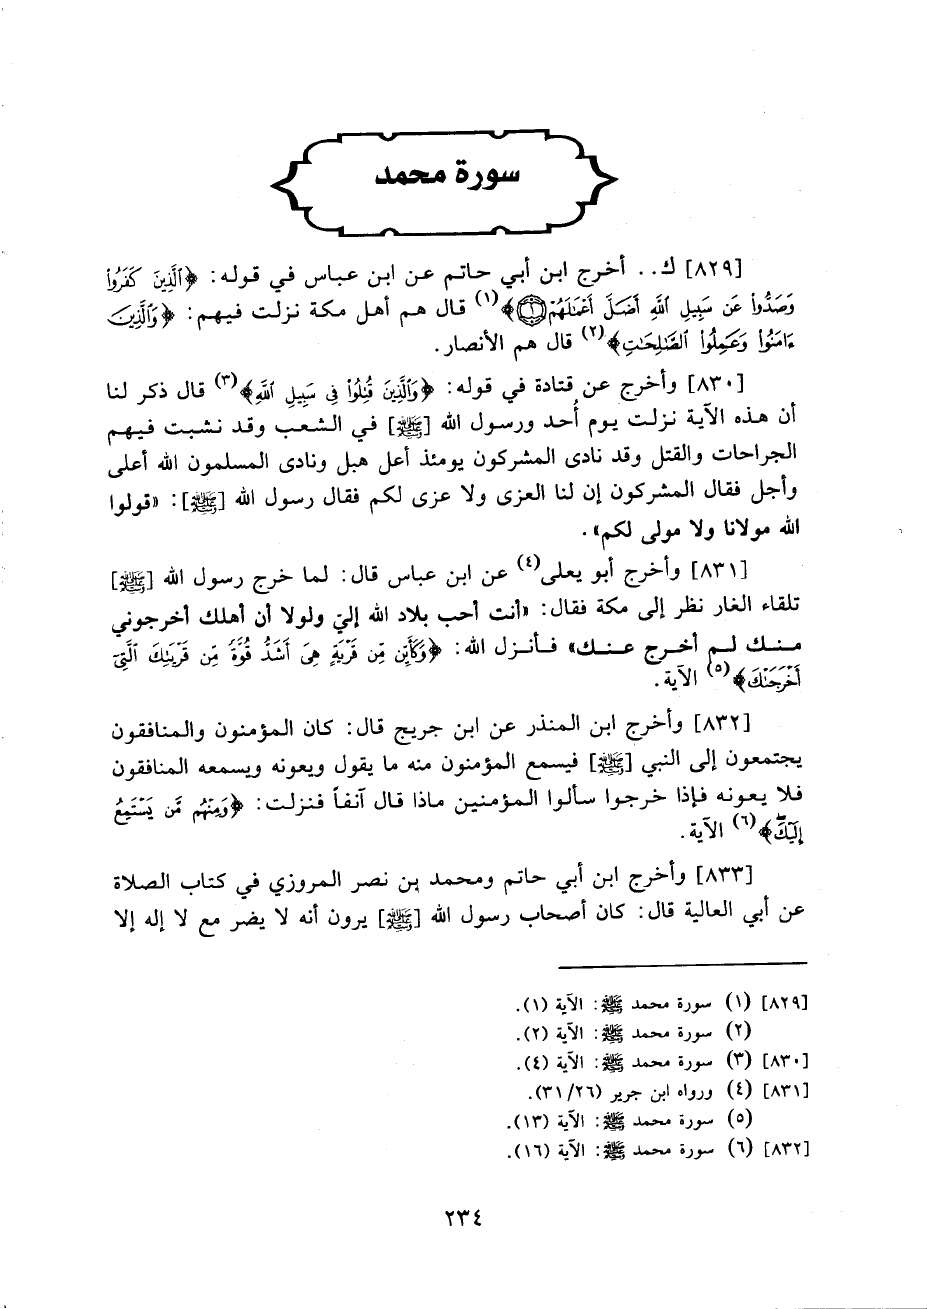 سورة محمد
[٨٢٩] ك.. أخرج ابن أبي حاتم عن ابن عباس في قوله: ﴿ٱلَّذِينَ كَفَرُوا۟
وَصَدُّوا۟ عَن سَبِيلِ ٱللَّهِ أَضَلَّ أَعْمَٰلَهُمْ ۝١﴾(١) قال هم أهل مكة نزلت فيهم: ﴿وَٱلَّذِينَ
ءَامَنُوا۟ وَعَمِلُوا۟ ٱلصَّٰلِحَٰتِ﴾(٢) قال هم الأنصار.
[٨٣٠] وأخرج عن قتادة في قوله: ﴿وَٱلَّذِينَ قُتِلُوا۟ فِى سَبِيلِ ٱللَّهِ﴾(٣) قال ذكر لنا
أن هذه الآية نزلت يوم أُحد ورسول الله [ﷺ] في الشعب وقد نشبت فيهم
الجراحات والقتل وقد نادى المشركون يومئذ أعل هبل ونادى المسلمون الله أعلى
وأجل فقال المشركون إن لنا العزى ولا عزى لكم فقال رسول الله [ﷺ]: «قولوا
الله مولانا ولا مولى لكم».
[٨٣١] وأخرج أبو يعلى(٤) عن ابن عباس قال: لما خرج رسول الله [ﷺ]
تلقاء الغار نظر إلى مكة فقال: «أنت أحب بلاد الله إليّ ولولا أن أهلك أخرجوني
منك لم أخرج عنك» فأنزل الله: ﴿وَكَأَيِّن مِّن قَرْيَةٍ هِىَ أَشَدُّ قُوَّةً مِّن قَرْيَتِكَ ٱلَّتِىٓ
أَخْرَجَتْكَ﴾(٥) الآية.
[٨٣٢] وأخرج ابن المنذر عن ابن جريج قال: كان المؤمنون والمنافقون
يجتمعون إلى النبي [ﷺ] فيسمع المؤمنون منه ما يقول ويعونه ويسمعه المنافقون
فلا يعونه فإذا خرجوا سألوا المؤمنين ماذا قال آنفاً فنزلت: ﴿وَمِنْهُم مَّن يَسْتَمِعُ
إِلَيْكَ﴾(٦) الآية.
[٨٣٣] وأخرج ابن أبي حاتم ومحمد بن نصر المروزي في كتاب الصلاة
عن أبي العالية قال: كان أصحاب رسول الله [ﷺ] يرون أنه لا يضر مع لا إله إلا
[٨٢٩] (١) سورة محمد ﷺ: الآية (١).
(٢) سورة محمد ﷺ: الآية (٢).
[٨٣٠] (٣) سورة محمد ﷺ: الآية (٤).
[٨٣١] (٤) ورواه ابن جرير (٣١/٢٦).
(٥) سورة محمد ﷺ: الآية (١٣).
[٨٣٢] (٦) سورة محمد ﷺ: الآية (١٦).
٢٣٤